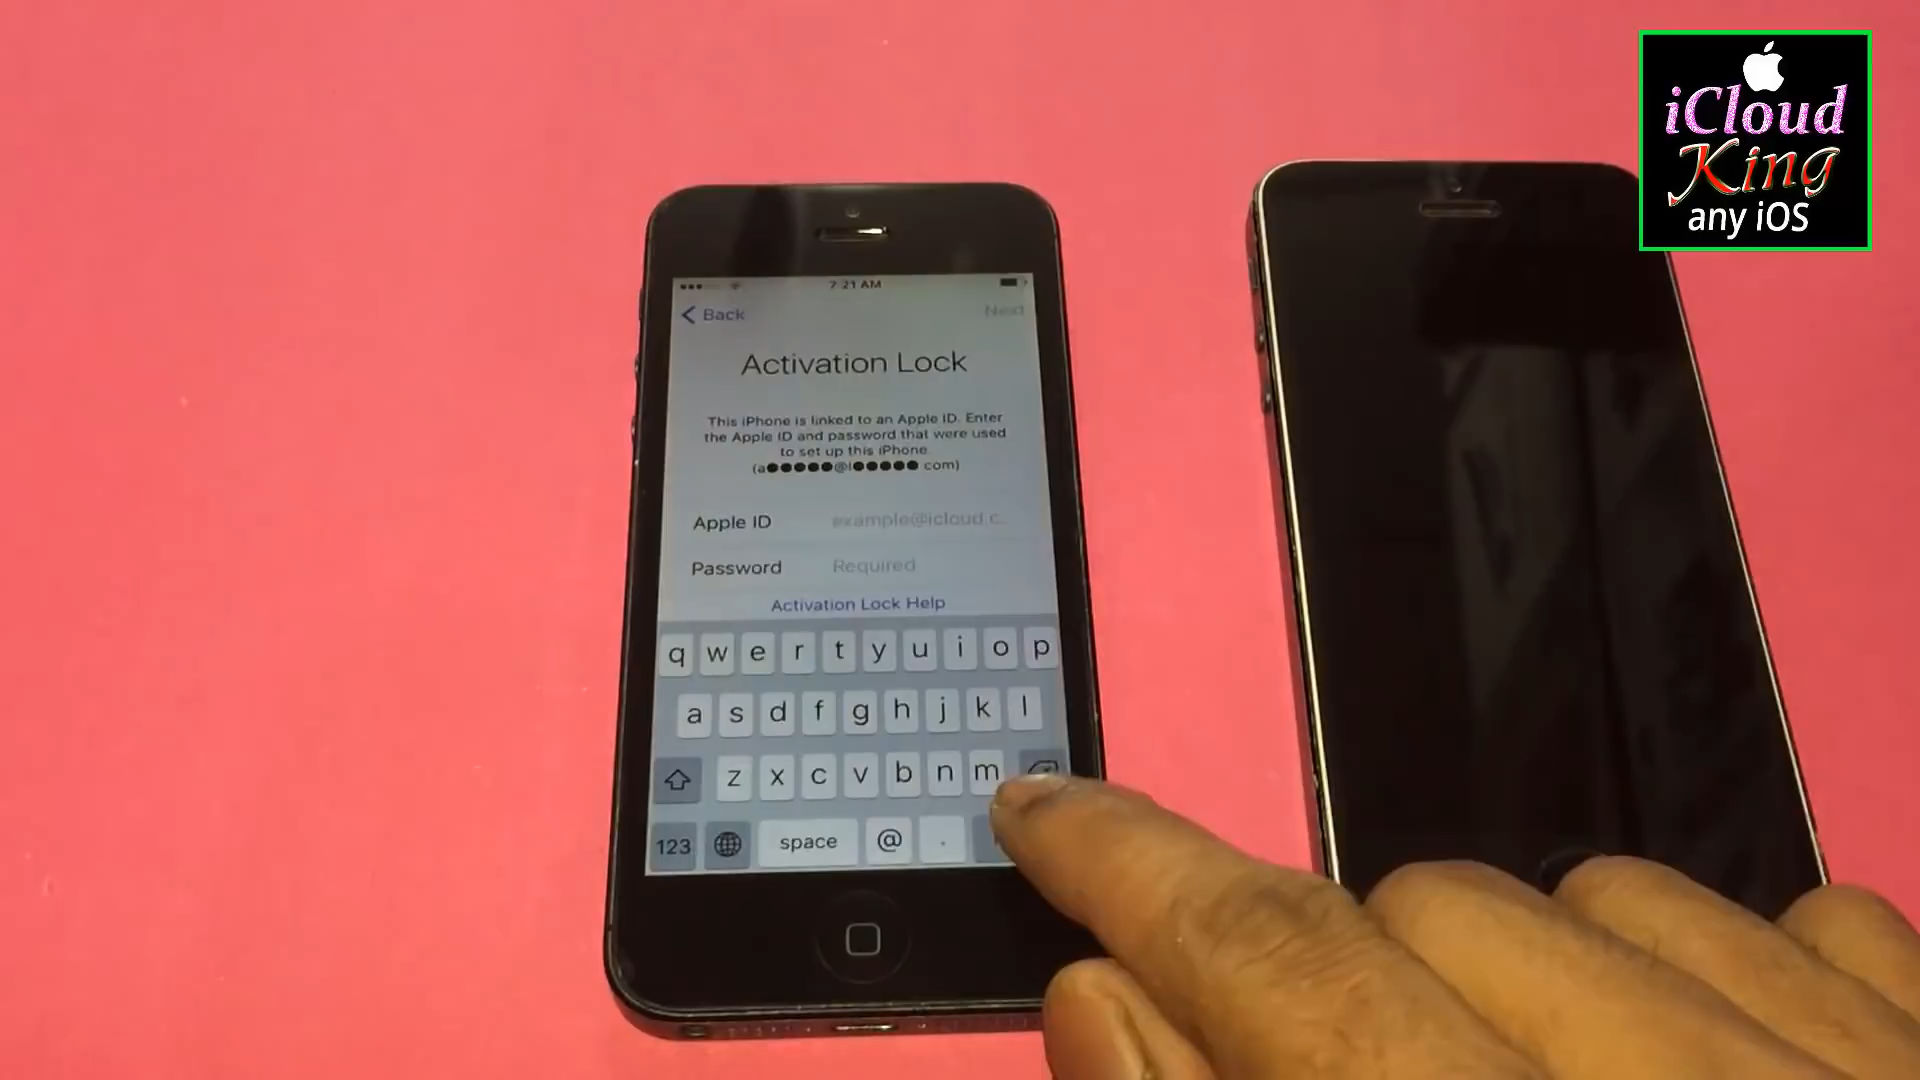 iCloud
King
any iOS
7:21 AM
Back
Next
Activation Lock
This iPhone is linked to an Apple ID. Enter
the Apple ID and password that were used
to set up this iPhone.
(a●●●●●@l●●●●●.com)
Apple ID example@icloud.c...
Password Required
Activation Lock Help
q w e r t y u i o p
a s d f g h j k l
z x c v b n m
123 space @ .